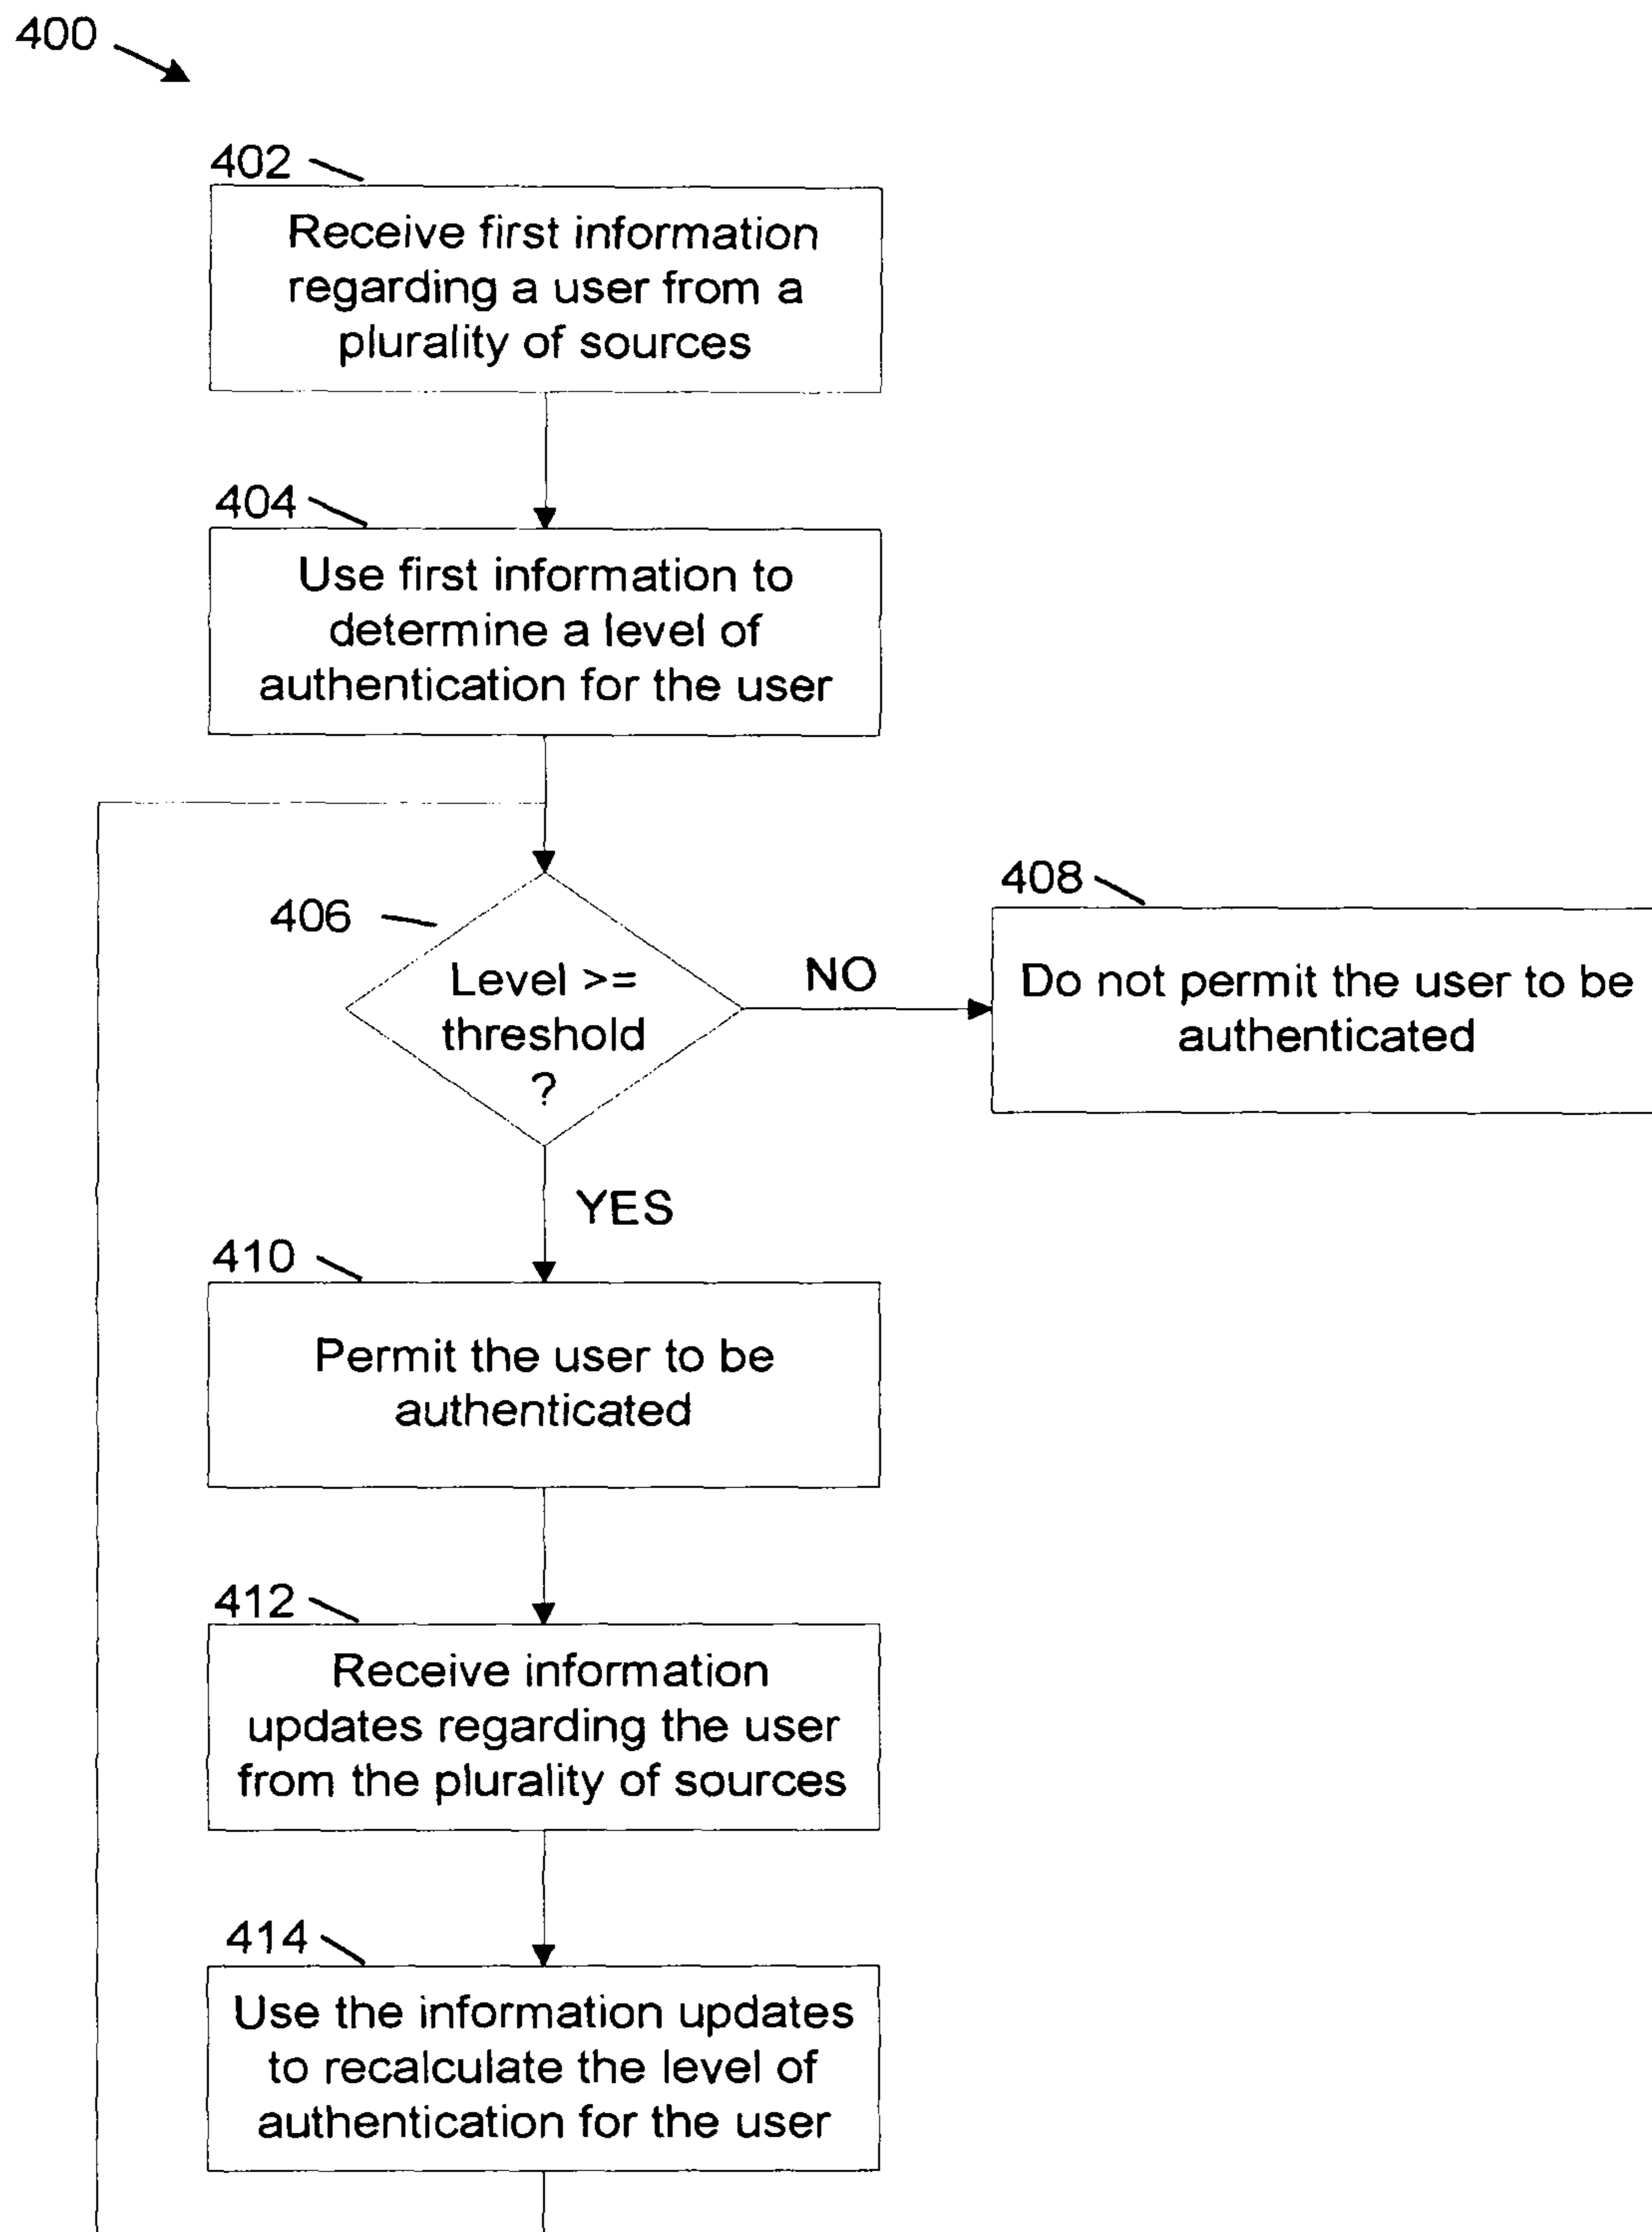 400
402
Receive first information
regarding a user from a
plurality of sources
404
Use first information to
determine a level of
authentication for the user
406
Level >=
threshold
?
NO
408
Do not permit the user to be
authenticated
YES
410
Permit the user to be
authenticated
412
Receive information
updates regarding the user
from the plurality of sources
414
Use the information updates
to recalculate the level of
authentication for the user